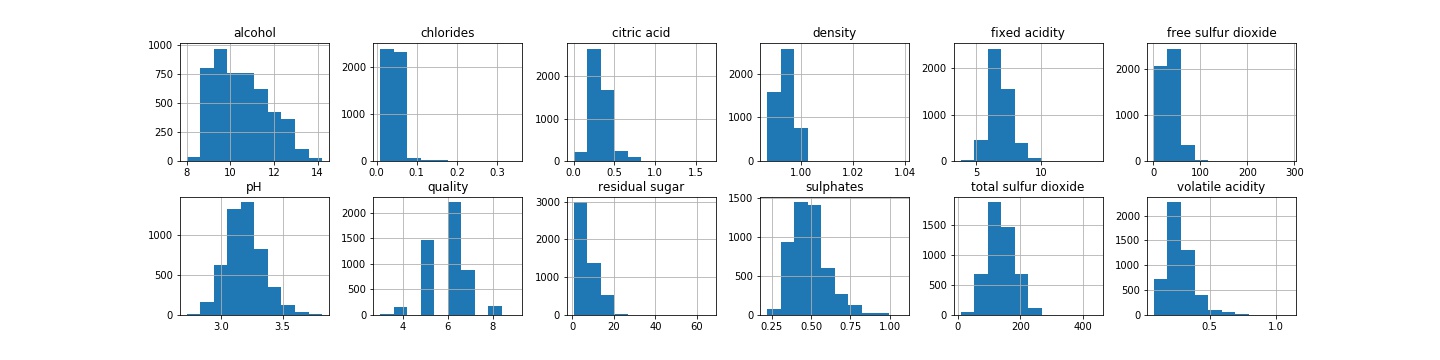 alcohol chlorides citric acid density fixed acidity free sulfur dioxide
1000 750 500 250 0
8 10 12 14
2000 1000 0
0.0 0.1 0.2 0.3
2000 1000 0
0.0 0.5 1.0 1.5
2000 1000 0
1.00 1.02 1.04
2000 1000 0
5 10
2000 1000 0
0 100 200 300
pH quality residual sugar sulphates total sulfur dioxide volatile acidity
1000 500 0
3.0 3.5
2000 1500 1000 500 0
4 6 8
3000 2000 1000 0
0 20 40 60
1500 1000 500 0
0.25 0.50 0.75 1.00
1500 1000 500 0
0 200 400
2000 1500 1000 500 0
0.5 1.0